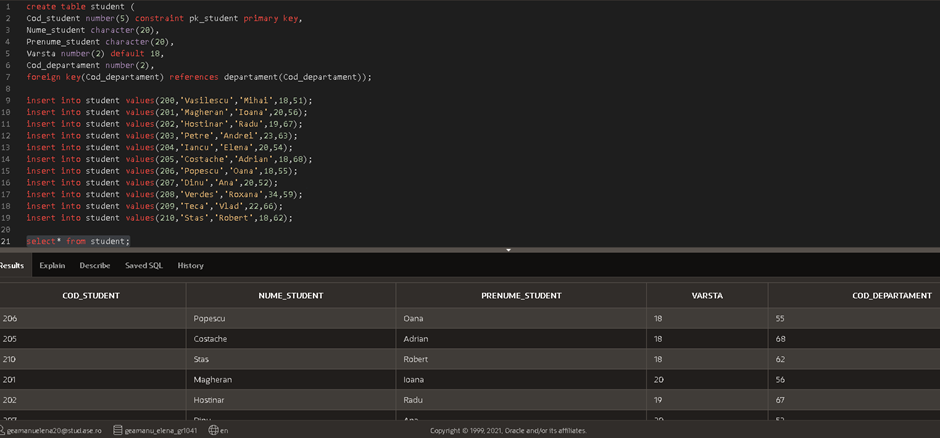 1 create table student (
2 Cod_student number(5) constraint pk_student primary key,
3 Nume_student character(20),
4 Prenume_student character(20),
5 Varsta number(2) default 18,
6 Cod_departament number(2),
7 foreign key(Cod_departament) references departament(Cod_departament));
8
9 insert into student values(200,'Vasilescu','Mihai',18,51);
10 insert into student values(201,'Magheran','Ioana',20,56);
11 insert into student values(202,'Hostinar','Radu',19,67);
12 insert into student values(203,'Petre','Andrei',23,63);
13 insert into student values(204,'Iancu','Elena',20,54);
14 insert into student values(205,'Costache','Adrian',18,68);
15 insert into student values(206,'Popescu','Oana',18,55);
16 insert into student values(207,'Dinu','Ana',20,52);
17 insert into student values(208,'Verdes','Roxana',34,59);
18 insert into student values(209,'Teca','Vlad',22,66);
19 insert into student values(210,'Stas','Robert',18,62);
20
21 select* from student;
Results Explain Describe Saved SQL History
COD_STUDENT NUME_STUDENT PRENUME_STUDENT VARSTA COD_DEPARTAMENT
206 Popescu Oana 18 55
205 Costache Adrian 18 68
210 Stas Robert 18 62
201 Magheran Ioana 20 56
202 Hostinar Radu 19 67
207 Dinu Ana 20 52
geamanuelena20@stud.ase.ro geamanu_elena_gr1041 en Copyright © 1999, 2021, Oracle and/or its affiliates.